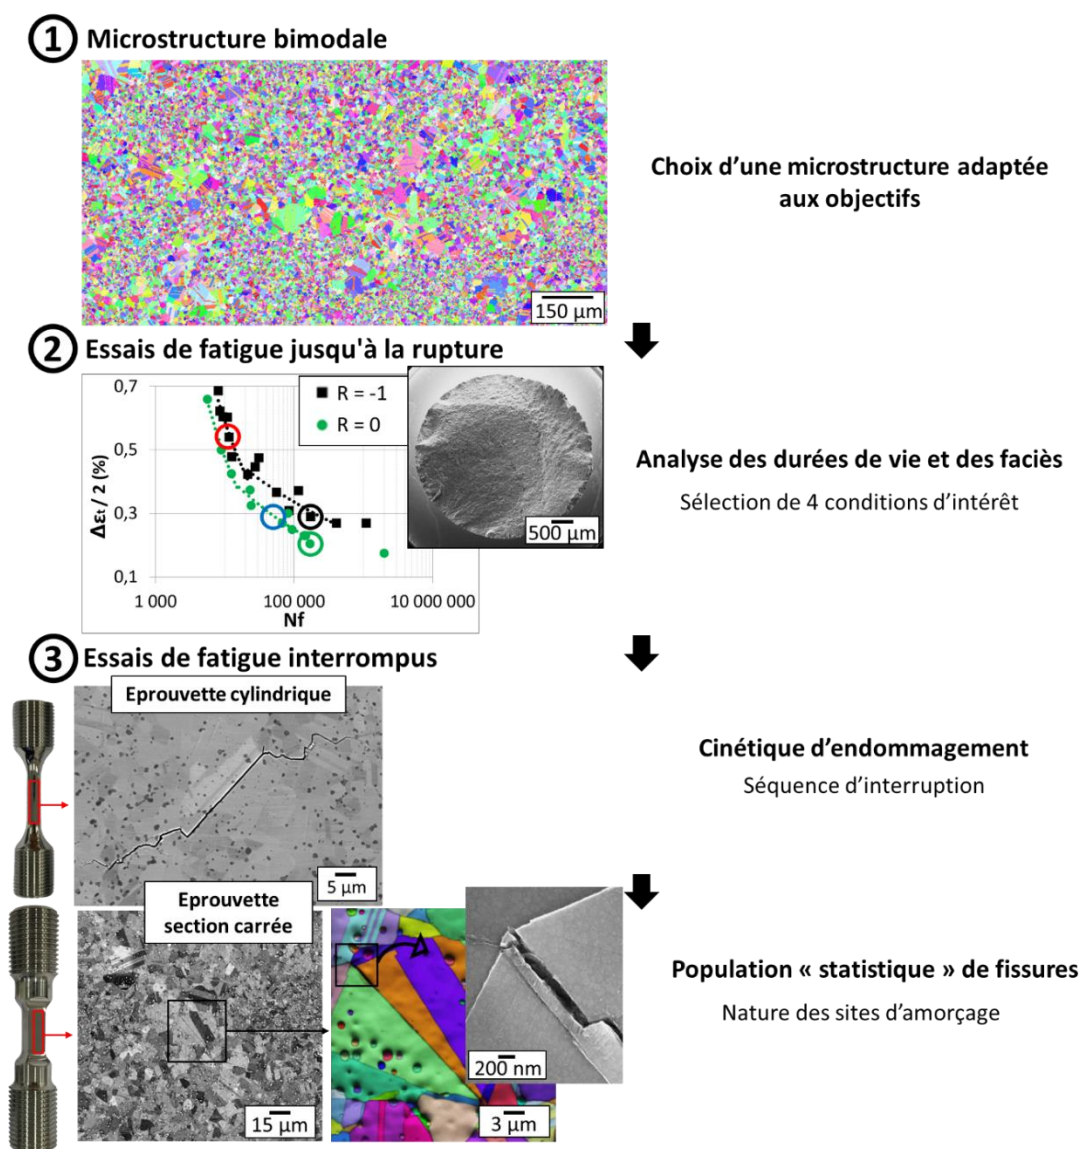 1 Microstructure bimodale
150 µm
Choix d’une microstructure adaptée
aux objectifs
2 Essais de fatigue jusqu'à la rupture
0,7
0,5
0,3
0,1
Δεt / 2 (%)
R = -1
R = 0
1 000
100 000
10 000 000
Nf
500 µm
Analyse des durées de vie et des faciès
Sélection de 4 conditions d’intérêt
3 Essais de fatigue interrompus
Eprouvette cylindrique
5 µm
Cinétique d’endommagement
Séquence d’interruption
Eprouvette
section carrée
15 µm
3 µm
200 nm
Population « statistique » de fissures
Nature des sites d’amorçage